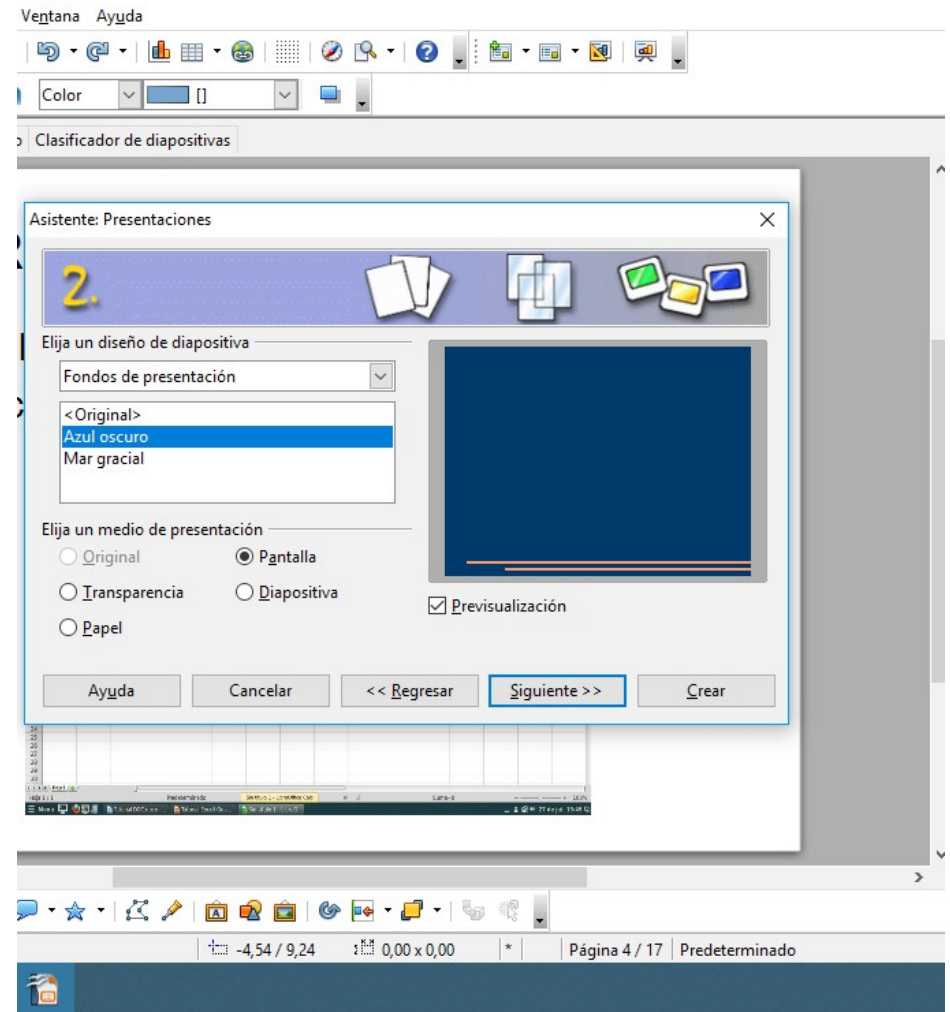 Ventana Ayuda
Color []
Clasificador de diapositivas
Asistente: Presentaciones
2.
Elija un diseño de diapositiva
Fondos de presentación
<Original>
Azul oscuro
Mar gracial
Elija un medio de presentación
Original Pantalla
Transparencia Diapositiva
Previsualización
Papel
Ayuda Cancelar << Regresar Siguiente >> Crear
-4,54 / 9,24 0,00 x 0,00 * Página 4 / 17 Predeterminado